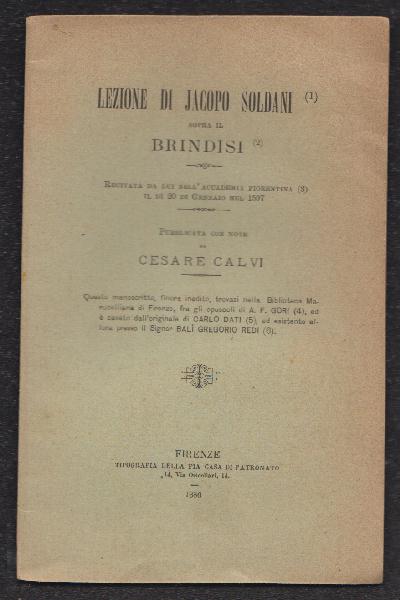 LEZIONE DI JACOPO SOLDANI (1)
SOPRA IL
BRINDISI (2)
RECITATA DA LUI NELL'ACCADEMIA FIORENTINA (3)
IL DÌ 20 DI GENNAIO NEL 1597
PUBBLICATA CON NOTE
DA
CESARE CALVI
Questo manoscritto, finora inedito, trovasi nella Biblioteca Ma-
rucelliana di Firenze, fra gli opuscoli di A. F. GORI (4), ed
è cavato dall'originale di CARLO DATI (5), ed esistente al-
lora presso il Signor BALÌ GREGORIO REDI (6).
FIRENZE
TIPOGRAFIA DELLA PIA CASA DI PATRONATO
14, Via Oricellari, 14.
1886